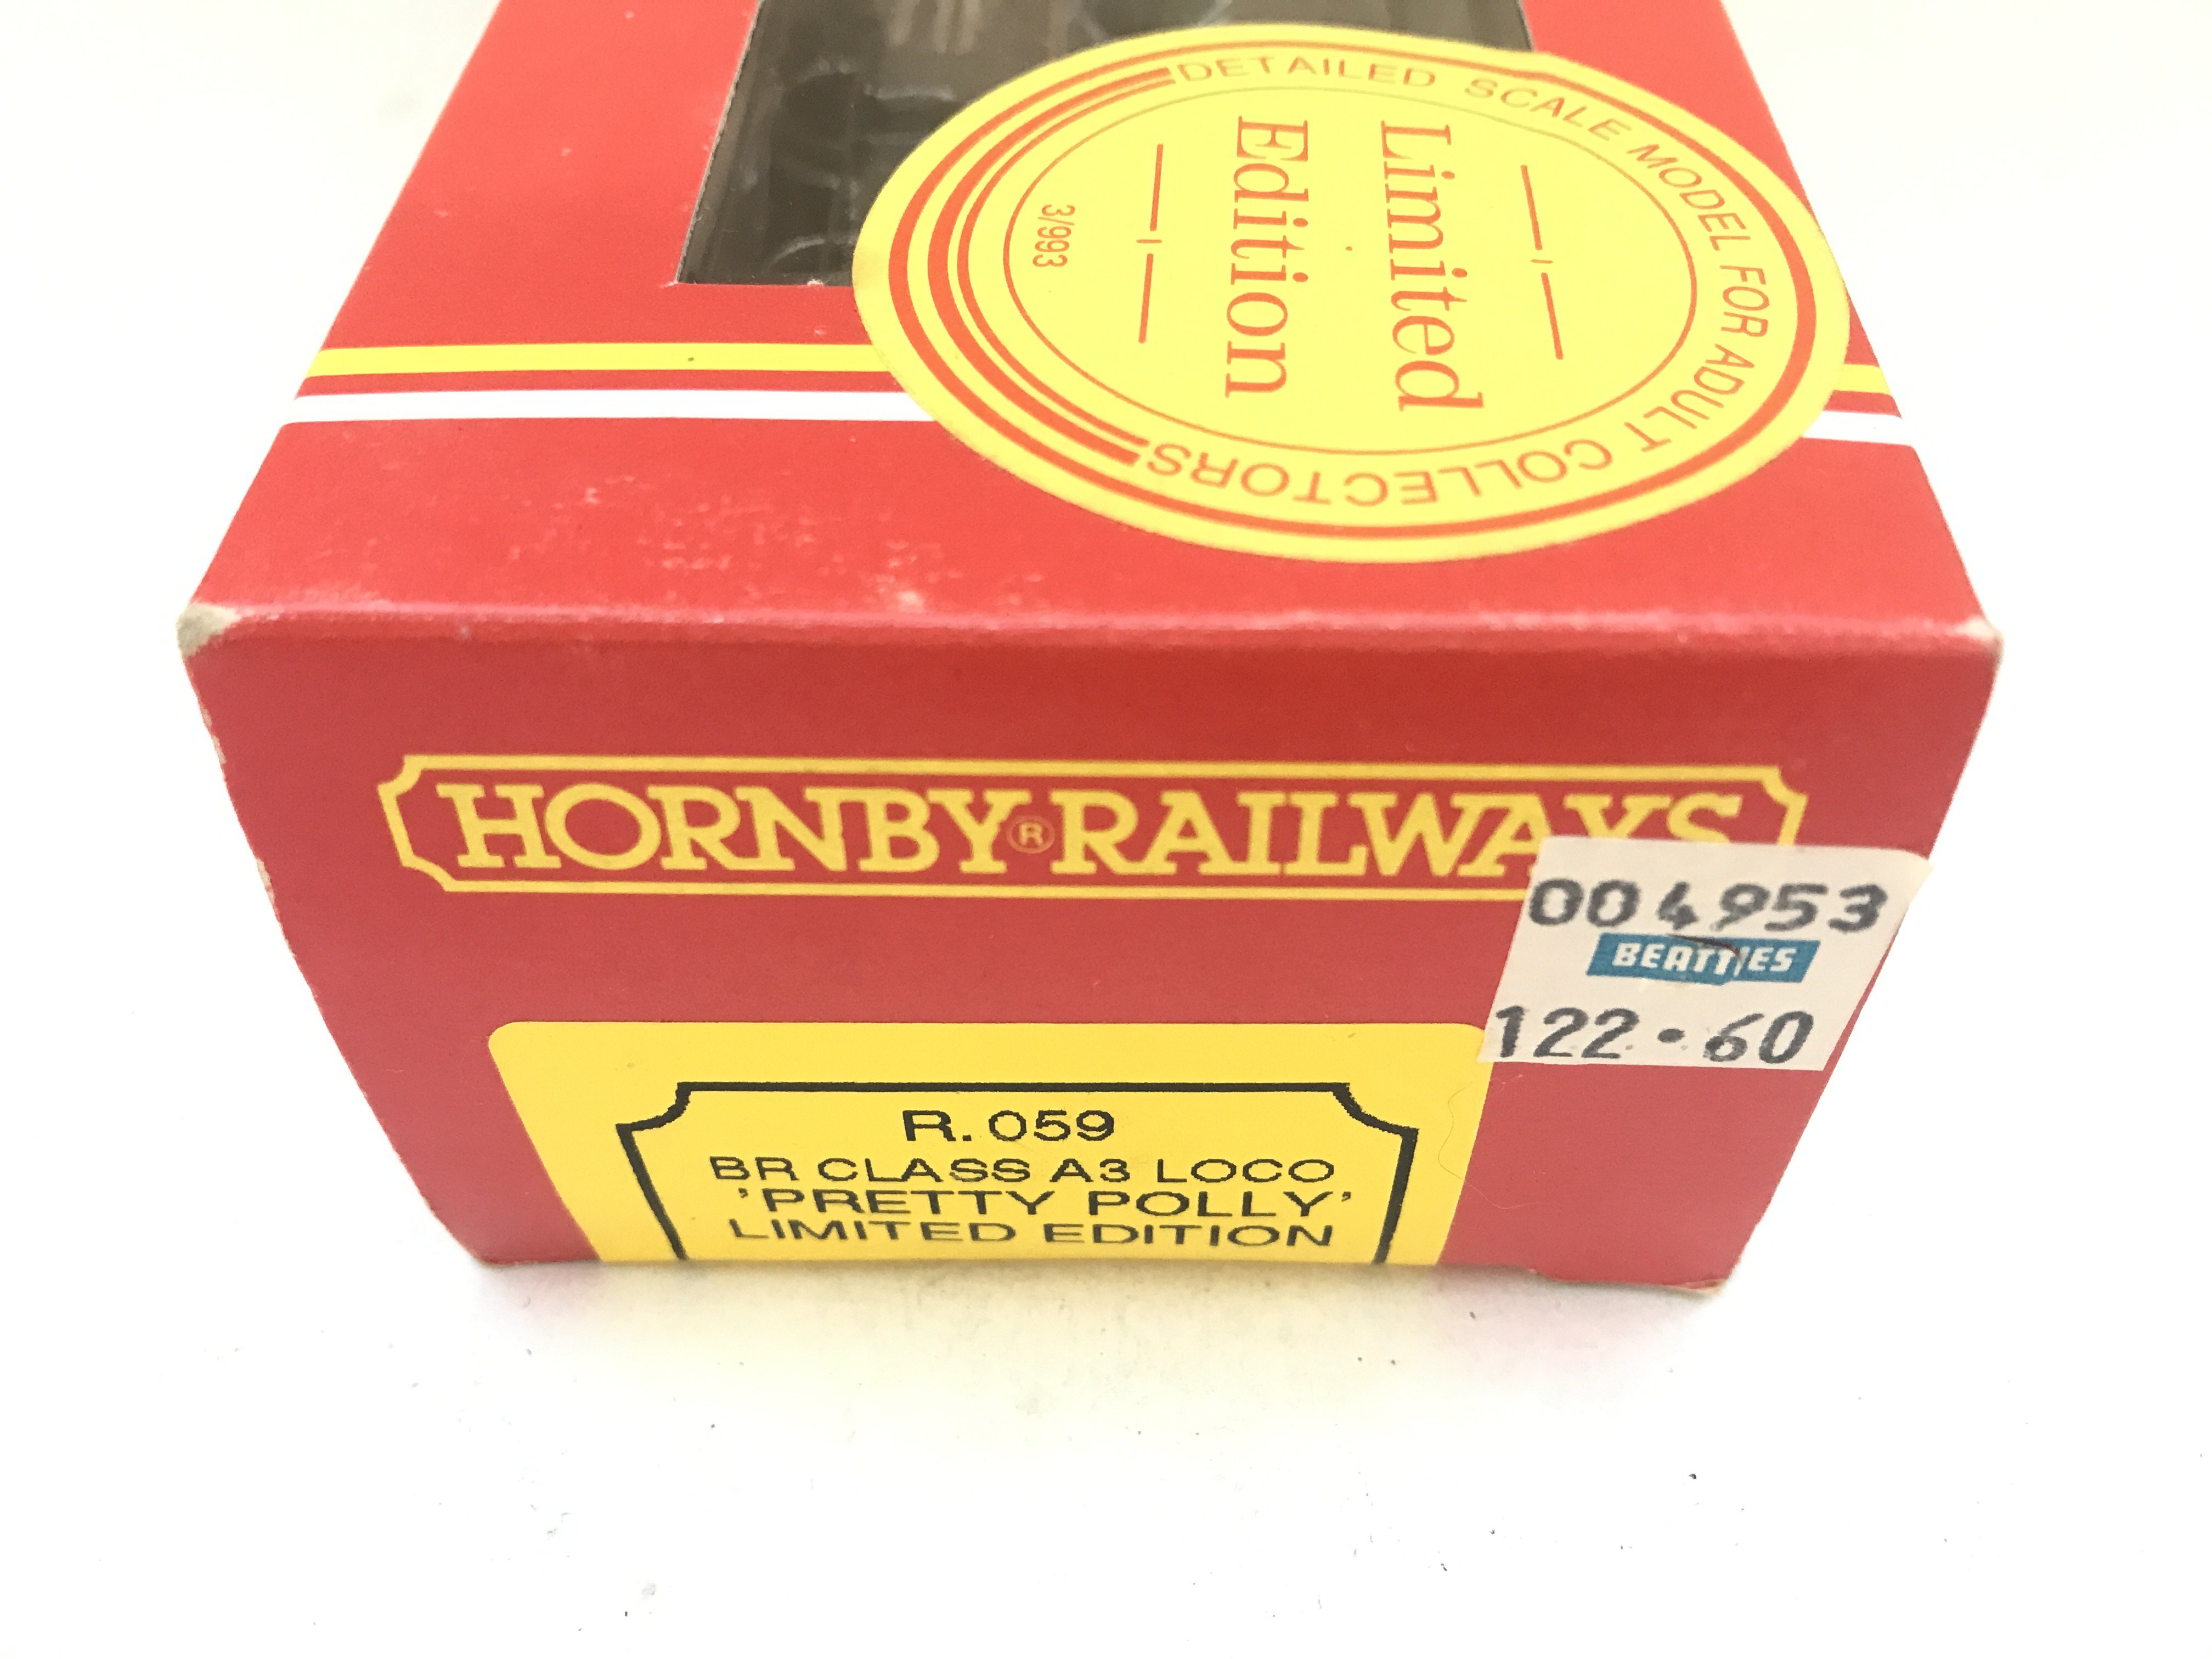 DETAILED SCALE MODEL FOR ADULT COLLECTORS
Limited
Edition
3/993
HORNBY® RAILWAYS
004953
BEATTIES
122·60
R.059
BR CLASS A3 LOCO
'PRETTY POLLY'
LIMITED EDITION